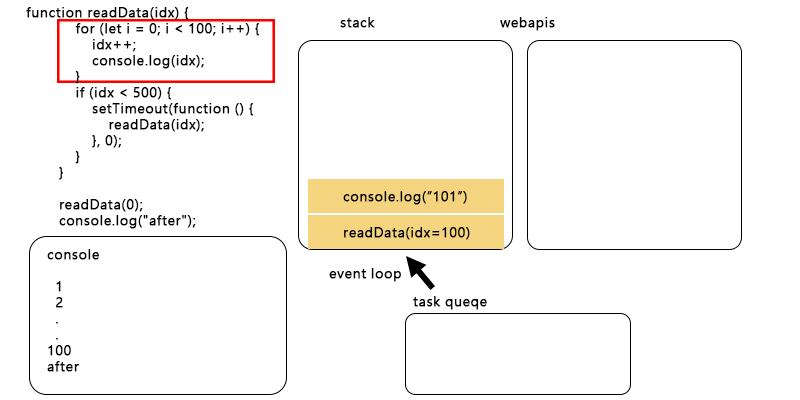 function readData(idx) {
for (let i = 0; i < 100; i++) {
idx++;
console.log(idx);
}
if (idx < 500) {
setTimeout(function () {
readData(idx);
}, 0);
}
}
readData(0);
console.log("after");
console
1
2
.
.
100
after
stack
console.log("101")
readData(idx=100)
webapis
event loop
task queqe